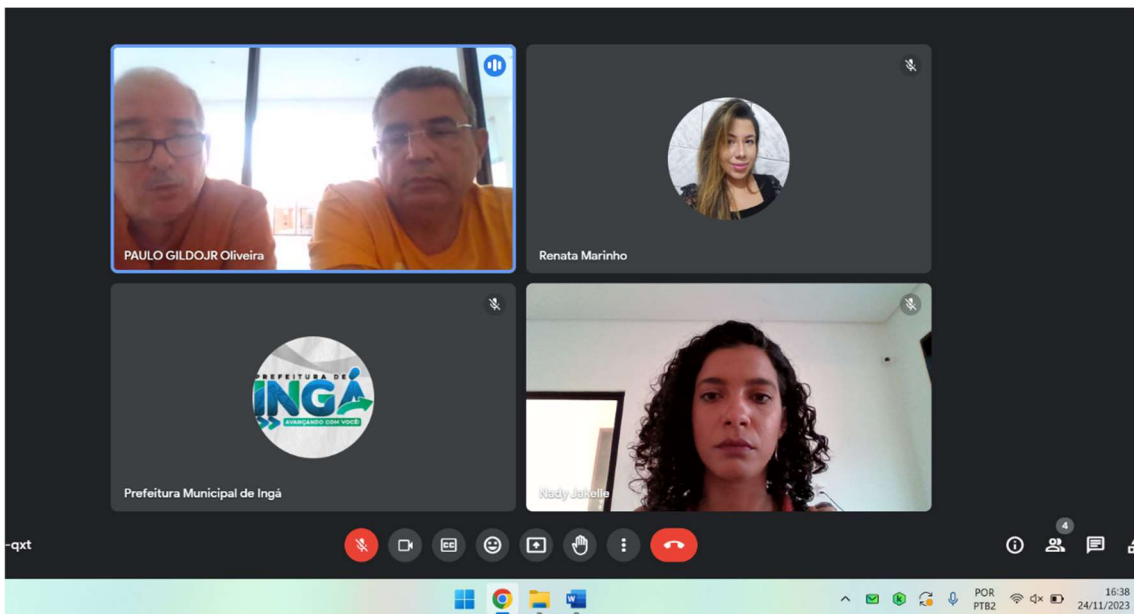 PAULO GILDOJR Oliveira
Renata Marinho
PREFEITURA DE
INGÁ
AVANÇANDO COM VOCÊ!
Prefeitura Municipal de Ingá
Nady Jakelle
-qxt
CC
4
POR
PTB2
16:38
24/11/2023